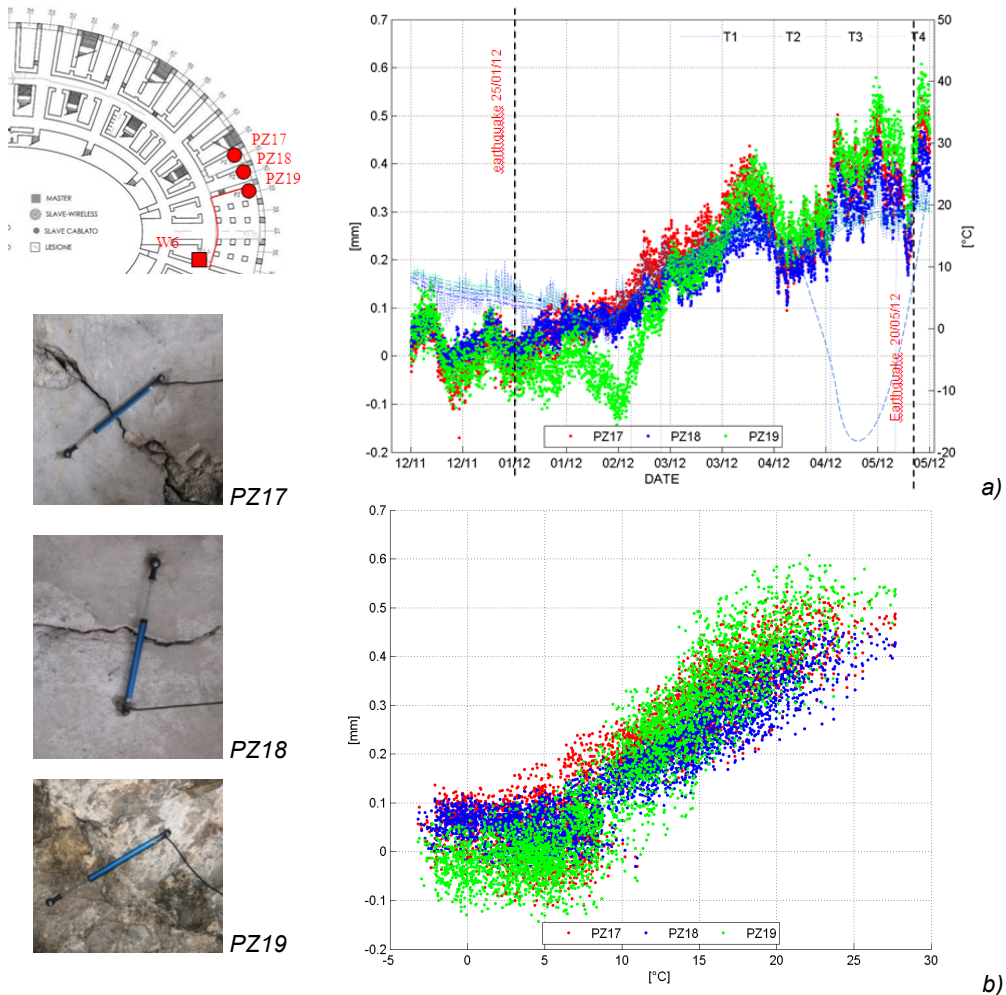 PZ17
PZ18
PZ19
W6
MASTER
SLAVE-WIRELESS
SLAVE CABLATO
LESIONE
PZ17
PZ18
PZ19
0.7
0.6
0.5
0.4
0.3
0.2
0.1
0
-0.1
-0.2
[mm]
earthquake 25/01/12
T1 T2 T3 T4
Earthquake 20/05/12
50
40
30
20
10
0
-10
20
[°C]
PZ17 PZ18 PZ19
12/11 12/11 01/12 01/12 02/12 03/12 03/12 04/12 04/12 05/12 05/12
DATE
a)
0.7
0.6
0.5
0.4
0.3
0.2
0.1
0
-0.1
-0.2
[mm]
PZ17 PZ18 PZ19
-5 0 5 10 15 20 25 30
[°C]
b)